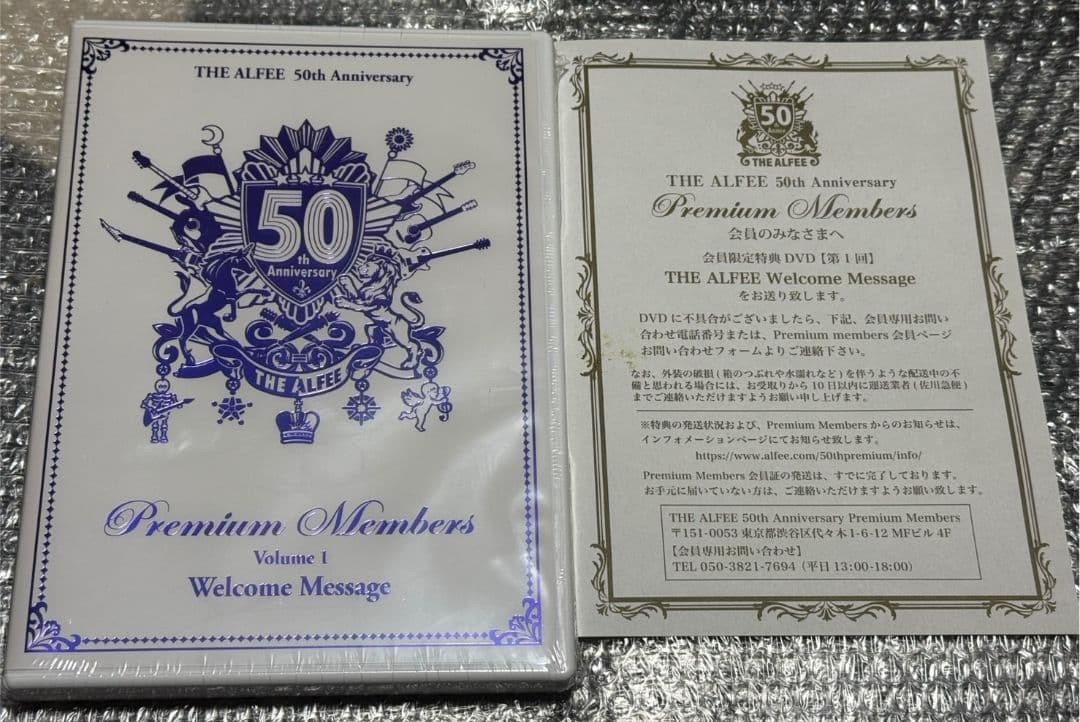 THE ALFEE 50th Anniversary
50
th
Anniversary
THE ALFEE
Premium Members
Volume 1
Welcome Message
50
THE ALFEE
THE ALFEE 50th Anniversary
Premium Members
会員のみなさまへ
会員限定特典 DVD【第1回】
THE ALFEE Welcome Message
をお送り致します。
DVD に不具合がございましたら、下記、会員専用お問い
合わせ電話番号または、Premium members 会員ページ
お問い合わせフォームよりご連絡下さい。
なお、外装の破損(箱のつぶれや水濡れなど)を伴うような配送中の不
備と思われる場合には、お受取りから10日以内に運送業者(佐川急便)
までご連絡いただけますようお願い申し上げます。
※特典の発送状況および、Premium Membersからのお知らせは、
インフォメーションページにてお知らせ致します。
https://www.alfee.com/50thpremium/info/
Premium Members 会員証の発送は、すでに完了しております。
お手元に届いていない方は、ご連絡いただけますようお願い致します。
THE ALFEE 50th Anniversary Premium Members
〒151-0053 東京都渋谷区代々木1-6-12 MFビル 4F
【会員専用お問い合わせ】
TEL 050-3821-7694（平日 13:00-18:00）